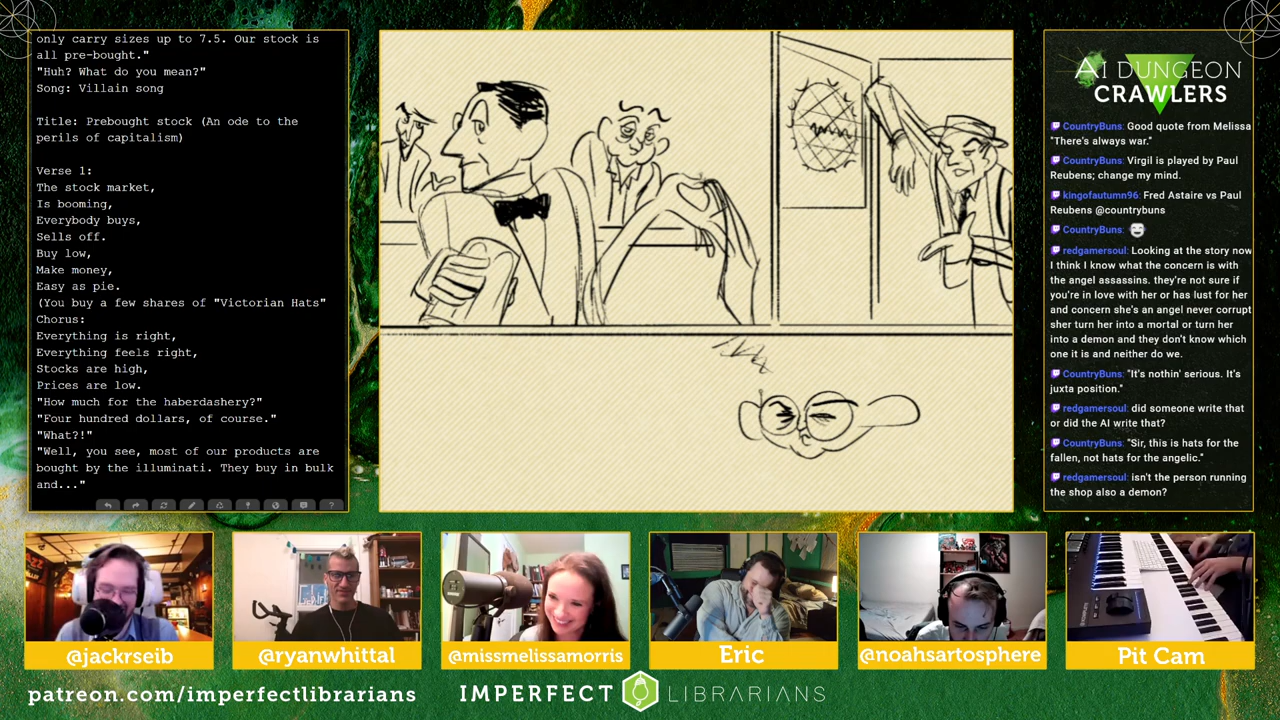 only carry sizes up to 7.5. Our stock is
all pre-bought."
"Huh? What do you mean?"
Song: Villain song
Title: Prebought stock (An ode to the
perils of capitalism)
Verse 1:
The stock market,
Is booming,
Everybody buys,
Sells off.
Buy low,
Make money,
Easy as pie.
(You buy a few shares of "Victorian Hats"
Chorus:
Everything is right,
Everything feels right,
Stocks are high,
Prices are low.
"How much for the haberdashery?"
"Four hundred dollars, of course."
"What?!"
"Well, you see, most of our products are
bought by the illuminati. They buy in bulk
and..."
AI DUNGEON
CRAWLERS
CountryBuns: Good quote from Melissa
"There's always war."
CountryBuns: Virgil is played by Paul
Reubens; change my mind.
kingofautumn96: Fred Astaire vs Paul
Reubens @countrybuns
CountryBuns:
redgamersoul: Looking at the story now
I think I know what the concern is with
the angel assassins. they're not sure if
you're in love with her or has lust for her
and concern she's an angel never corrupt
sher turn her into a mortal or turn her
into a demon and they don't know which
one it is and neither do we.
CountryBuns: "It's nothin' serious. It's
juxta position."
redgamersoul: did someone write that
or did the AI write that?
CountryBuns: "Sir, this is hats for the
fallen, not hats for the angelic."
redgamersoul: isn't the person running
the shop also a demon?
@jackrseib
@ryanwhittal
@missmelissamorris
Eric
@noahsartosphere
Pit Cam
patreon.com/imperfectlibrarians
IMPERFECT LIBRARIANS